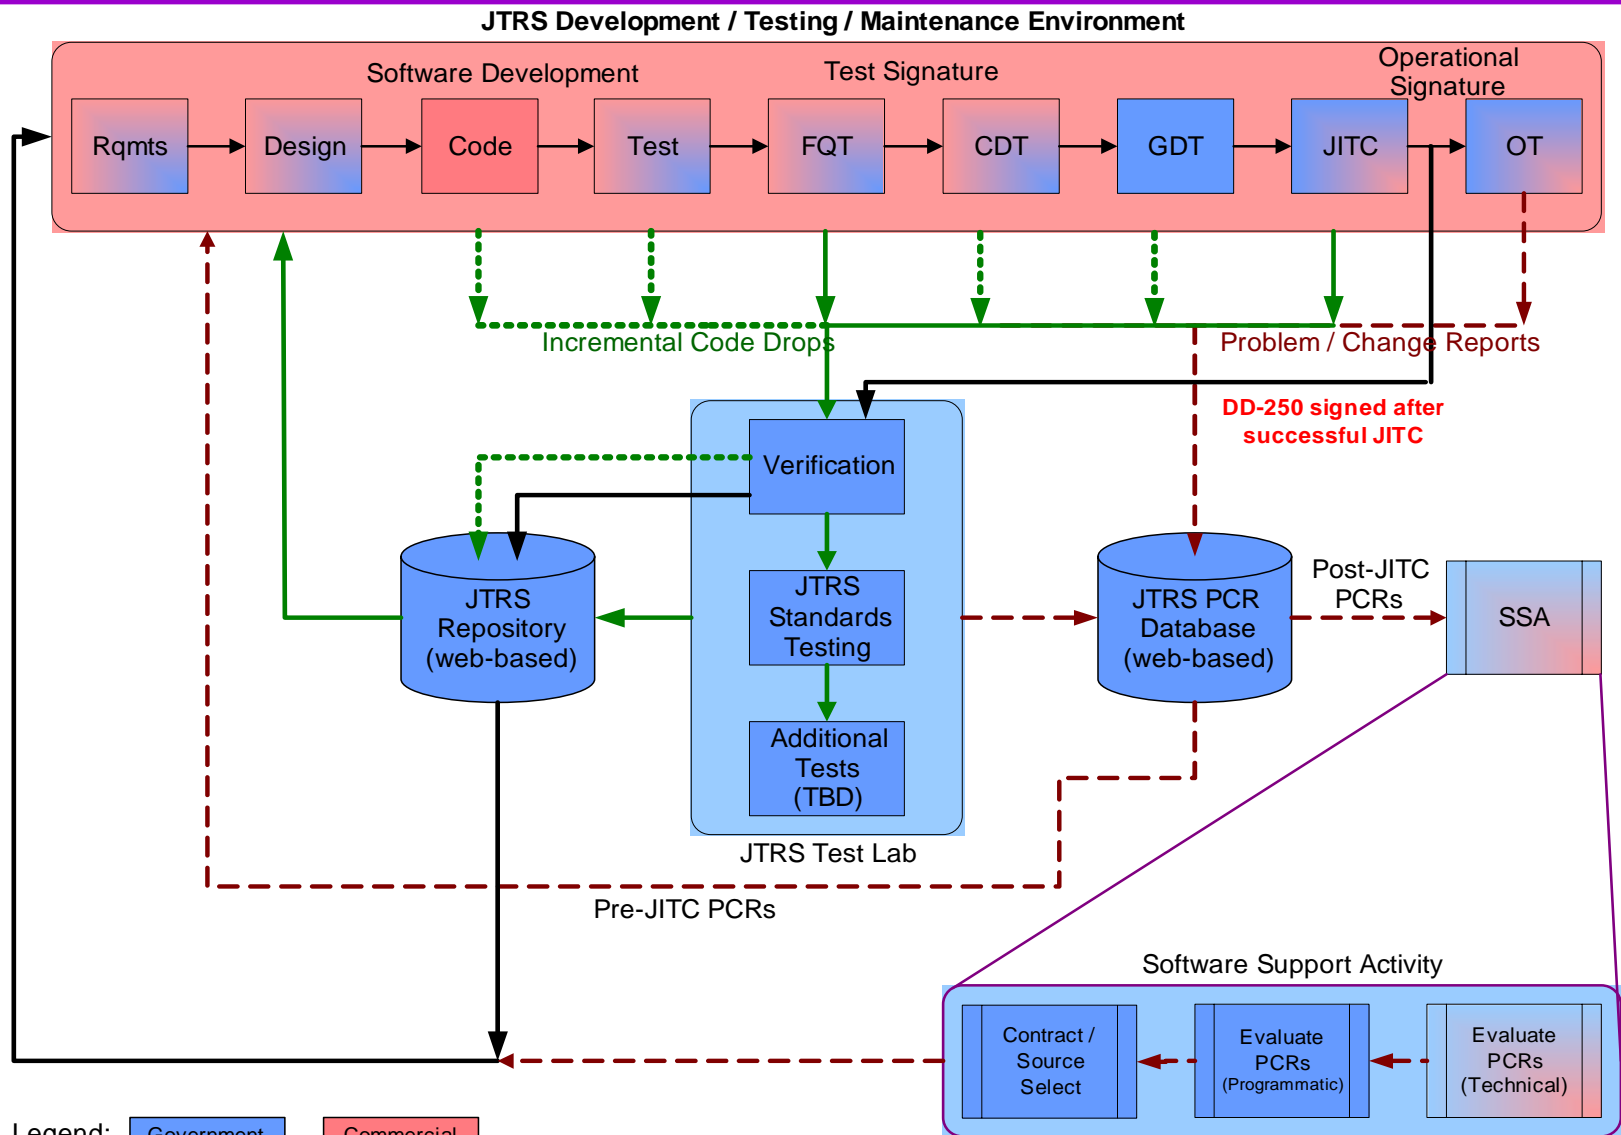 JTRS Development / Testing / Maintenance Environment
Software Development
Test Signature
Operational
Signature
Rqmts
Design
Code
Test
FQT
CDT
GDT
JITC
OT
Incremental Code Drops
Problem / Change Reports
DD-250 signed after
successful JITC
Verification
JTRS
Repository
(web-based)
JTRS
Standards
Testing
JTRS PCR
Database
(web-based)
Post-JITC
PCRs
SSA
Additional
Tests
(TBD)
JTRS Test Lab
Pre-JITC PCRs
Software Support Activity
Contract /
Source
Select
Evaluate
PCRs
(Programmatic)
Evaluate
PCRs
(Technical)
Legend:
Government
Commercial